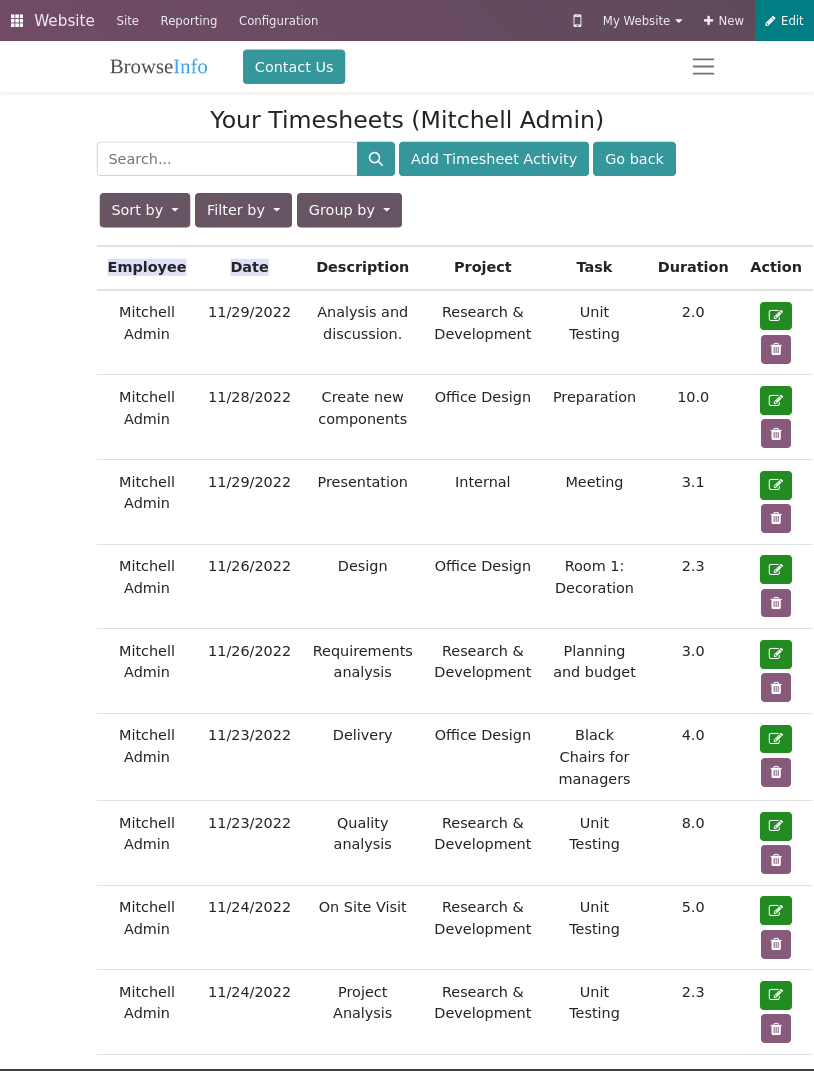 Website Site Reporting Configuration My Website New Edit
BrowseInfo Contact Us
Your Timesheets (Mitchell Admin)
Search... Add Timesheet Activity Go back
Sort by Filter by Group by
Employee Date Description Project Task Duration Action
Mitchell 11/29/2022 Analysis and Research & Unit 2.0
Admin discussion. Development Testing
Mitchell 11/28/2022 Create new Office Design Preparation 10.0
Admin components
Mitchell 11/29/2022 Presentation Internal Meeting 3.1
Admin
Mitchell 11/26/2022 Design Office Design Room 1: 2.3
Admin Decoration
Mitchell 11/26/2022 Requirements Research & Planning 3.0
Admin analysis Development and budget
Mitchell 11/23/2022 Delivery Office Design Black 4.0
Admin Chairs for
managers
Mitchell 11/23/2022 Quality Research & Unit 8.0
Admin analysis Development Testing
Mitchell 11/24/2022 On Site Visit Research & Unit 5.0
Admin Development Testing
Mitchell 11/24/2022 Project Research & Unit 2.3
Admin Analysis Development Testing